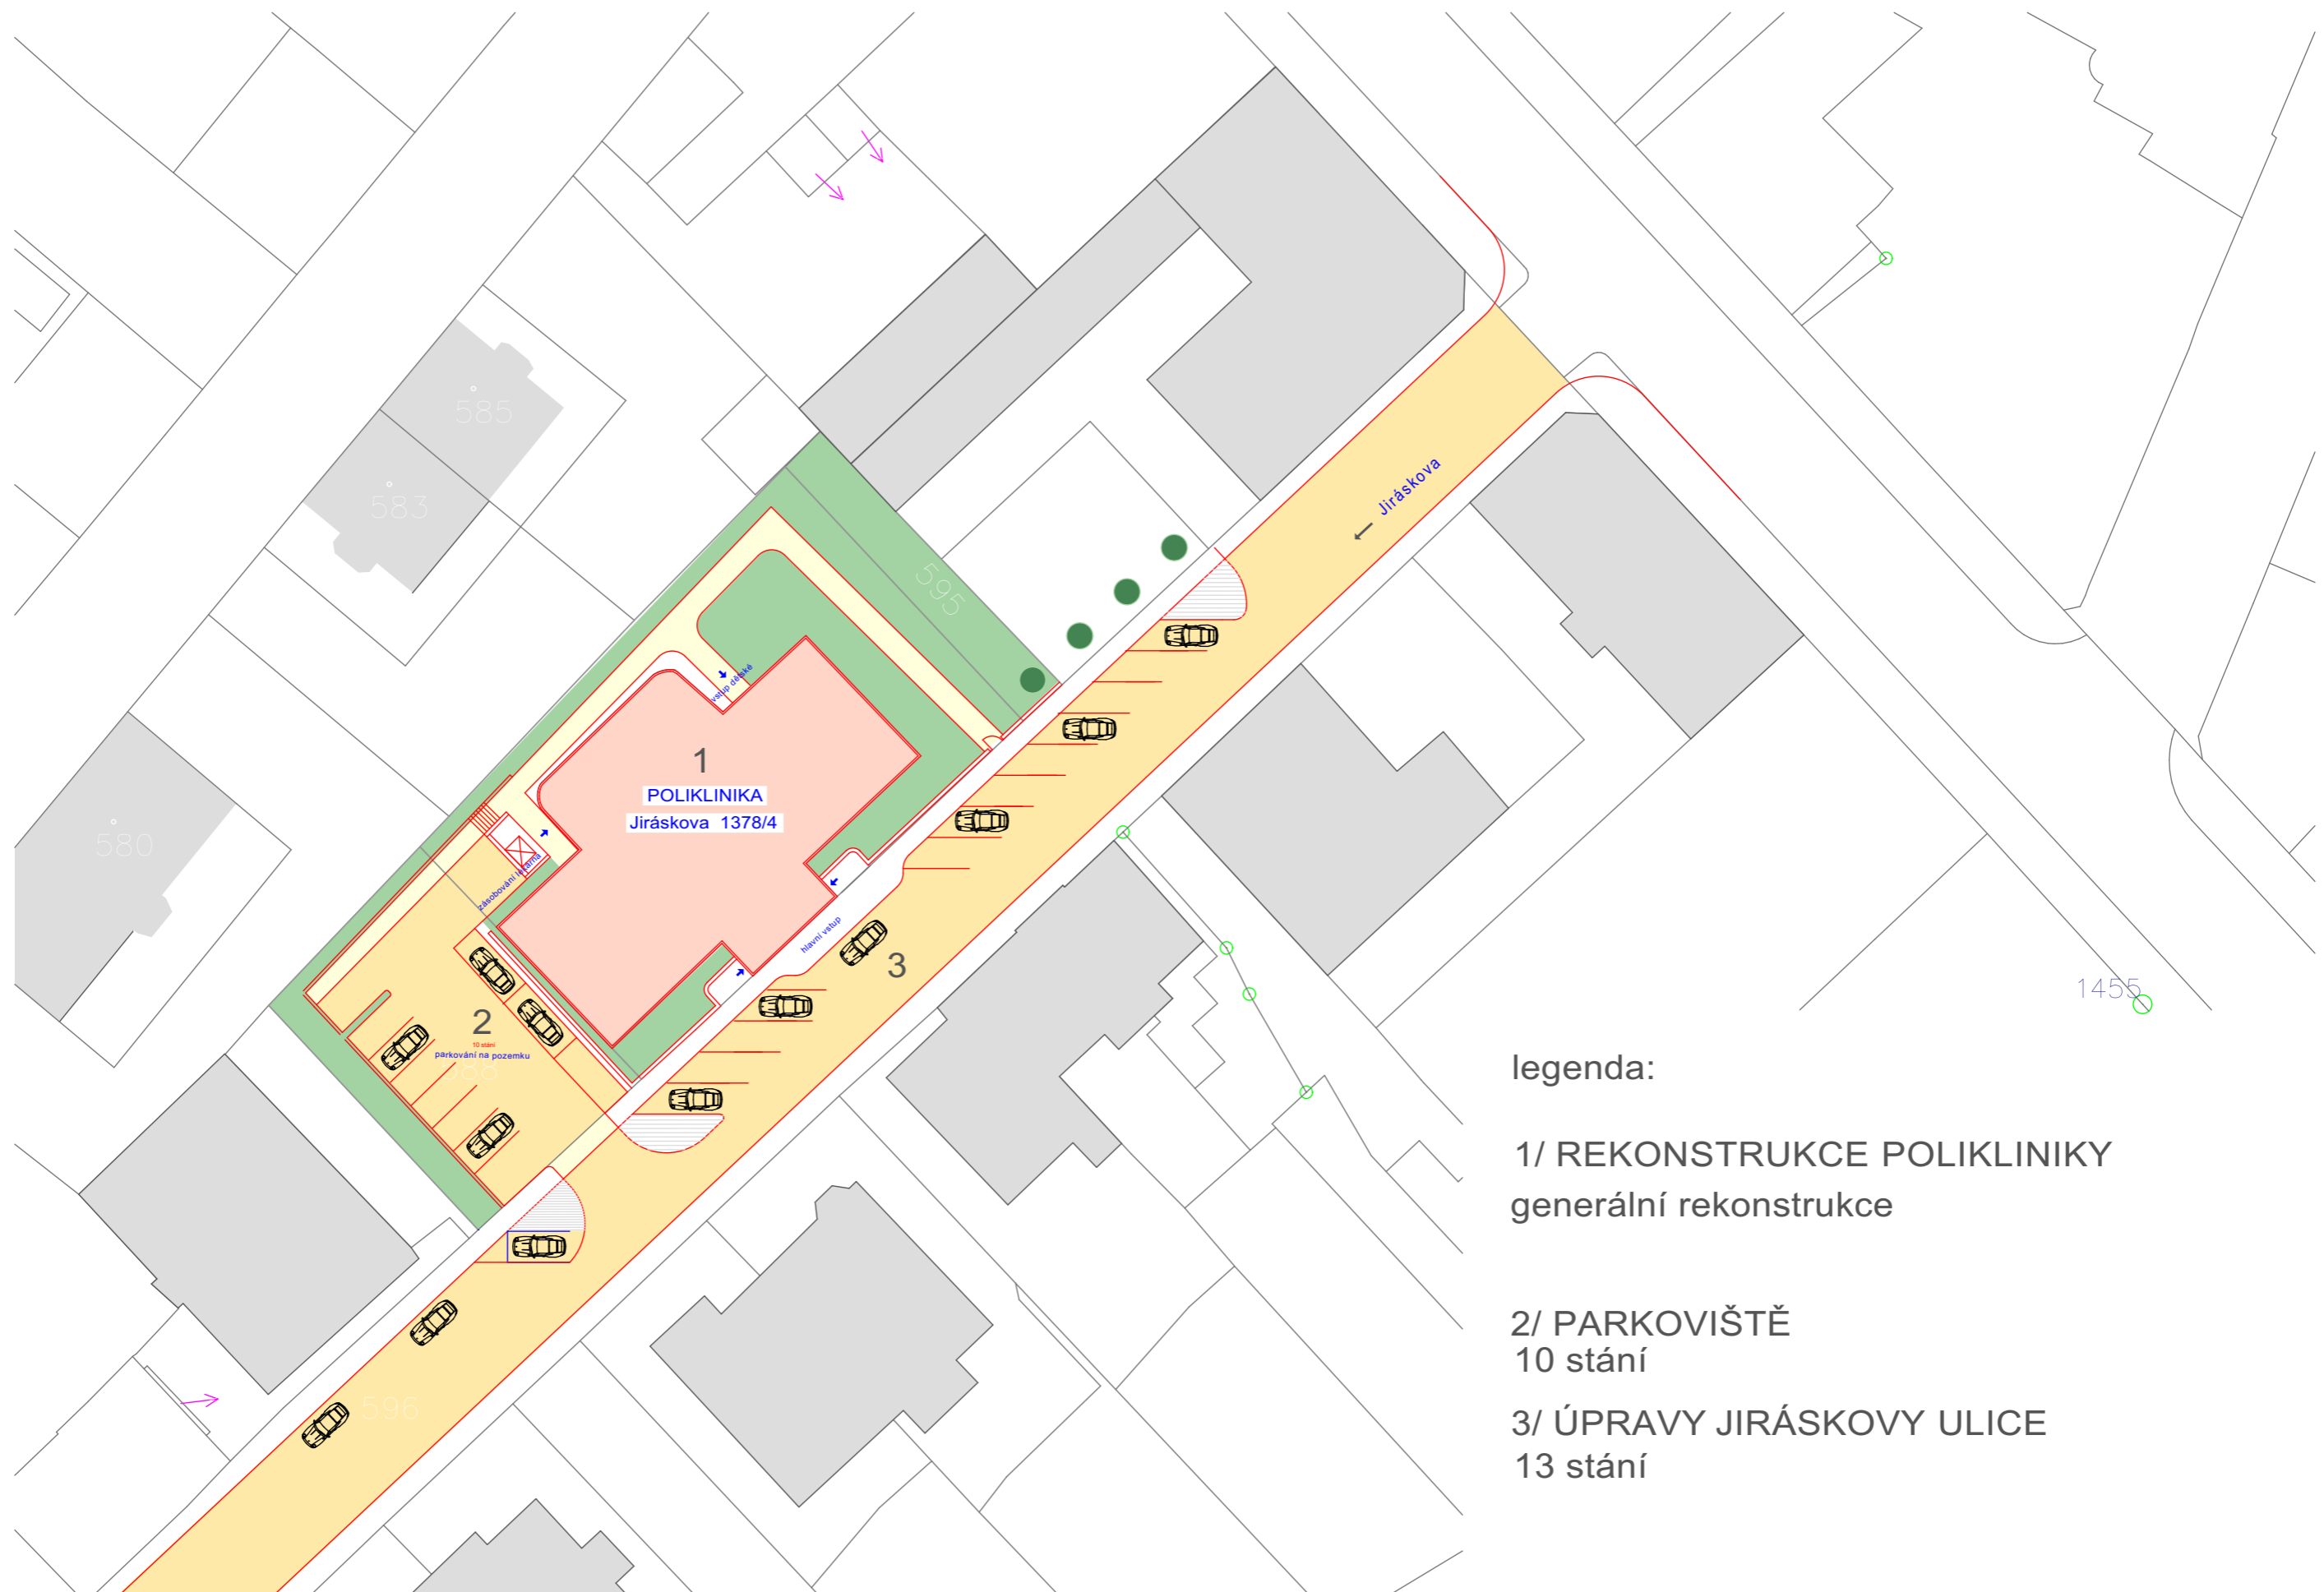 585
583
595
Jiráskova
vstup dětské
1
POLIKLINIKA
Jiráskova 1378/4
580
zásobování lékárna
hlavní vstup
3
2
10 stání
parkování na pozemku
588
1455
596
legenda:
1/ REKONSTRUKCE POLIKLINIKY
generální rekonstrukce
2/ PARKOVIŠTĚ
10 stání
3/ ÚPRAVY JIRÁSKOVY ULICE
13 stání